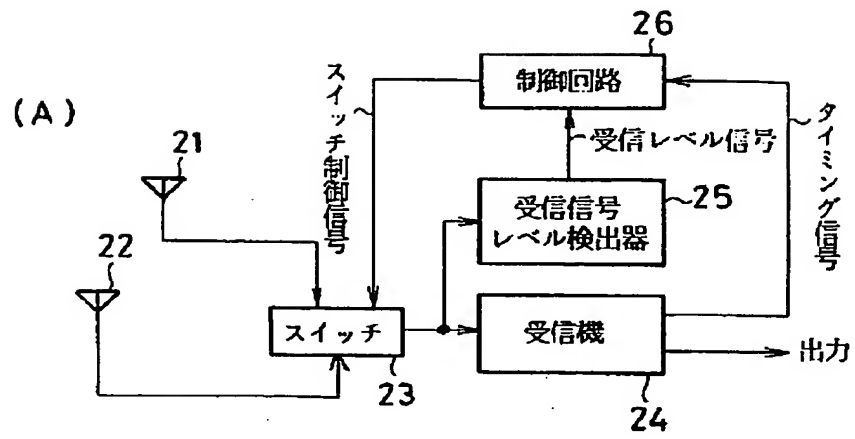 (A)
26
制御回路
スイッチ制御信号
タイミング信号
受信レベル信号
21
受信信号
レベル検出器
25
22
スイッチ
23
受信機
24
出力